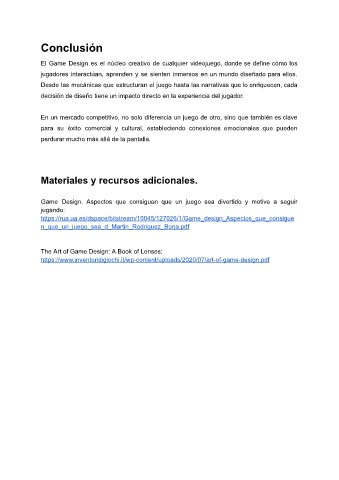 Conclusión
El Game Design es el núcleo creativo de cualquier videojuego, donde se define cómo los
jugadores interactúan, aprenden y se sienten inmersos en un mundo diseñado para ellos.
Desde las mecánicas que estructuran el juego hasta las narrativas que lo enriquecen, cada
decisión de diseño tiene un impacto directo en la experiencia del jugador.
En un mercado competitivo, no solo diferencia un juego de otro, sino que también es clave
para su éxito comercial y cultural, estableciendo conexiones emocionales que pueden
perdurar mucho más allá de la pantalla.
Materiales y recursos adicionales.
Game Design. Aspectos que consiguen que un juego sea divertido y motive a seguir
jugando:
https://rua.ua.es/dspace/bitstream/10045/127026/1/Game_design_Aspectos_que_consigue
n_que_un_juego_sea_d_Martin_Rodriguez_Borja.pdf
The Art of Game Design: A Book of Lenses:
https://www.inventoridigiochi.it/wp-content/uploads/2020/07/art-of-game-design.pdf